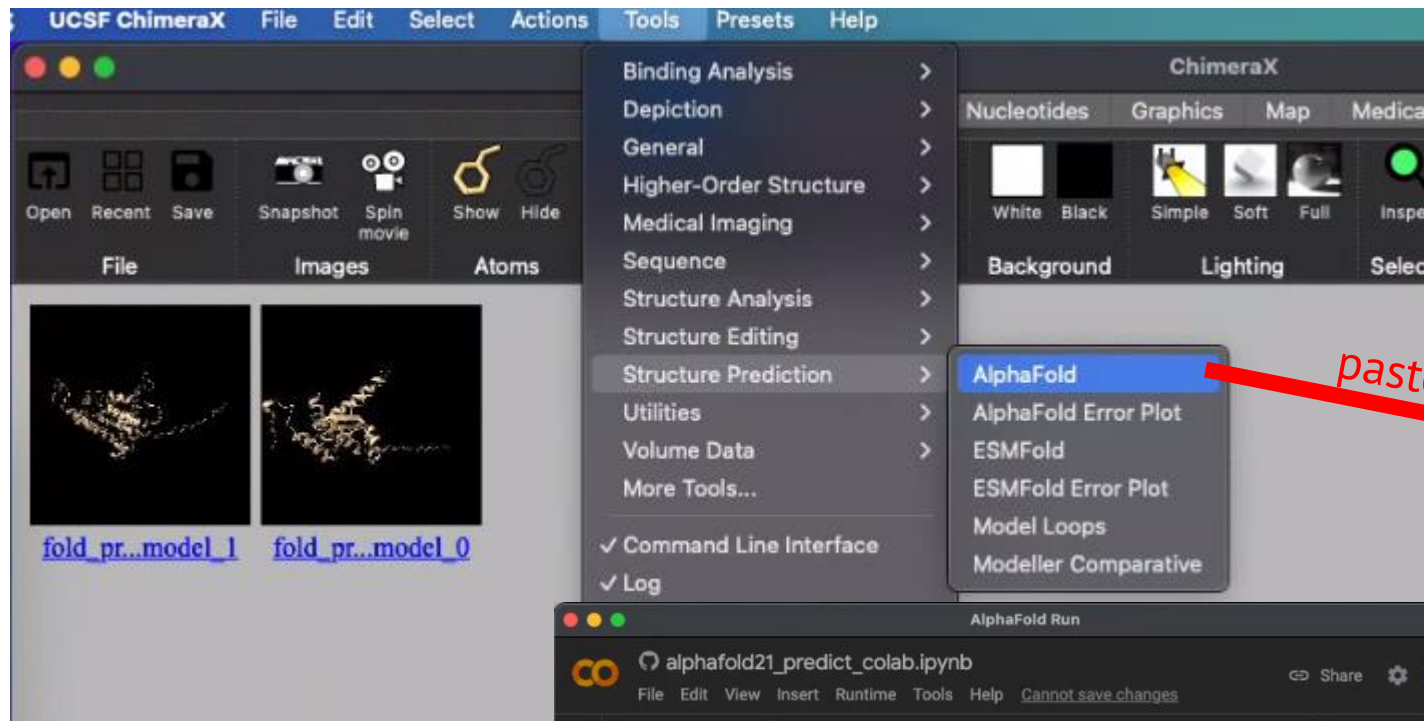 UCSF ChimeraX File Edit Select Actions Tools Presets Help
ChimeraX
Nucleotides Graphics Map
Open Recent Save Snapshot Spin movie Show Hide White Black Simple Soft Full
File Images Atoms Background Lighting
Binding Analysis
Depiction
General
Higher-Order Structure
Medical Imaging
Sequence
Structure Analysis
Structure Editing
Structure Prediction
Utilities
Volume Data
More Tools...
✓ Command Line Interface
✓ Log
AlphaFold
AlphaFold Error Plot
ESMFold
ESMFold Error Plot
Model Loops
Modeller Comparative
fold_pr...model_1 fold_pr...model_0
AlphaFold Run
alphafold21_predict_colab.ipynb
File Edit View Insert Runtime Tools Help Cannot save changes
Share